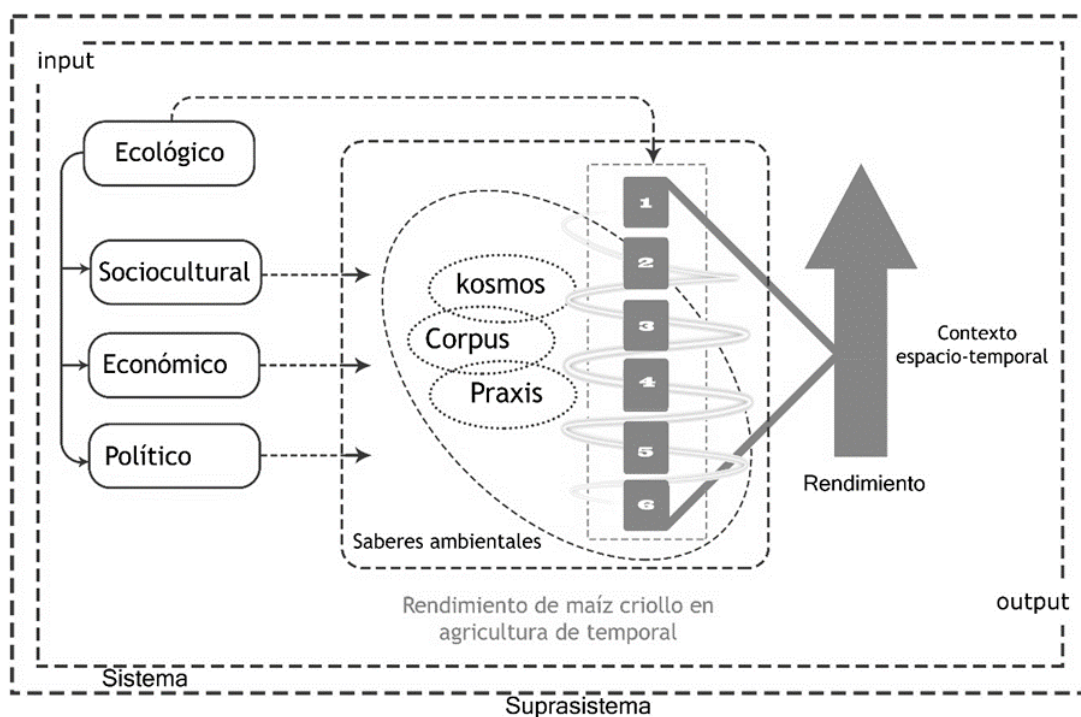 input
Ecológico
Sociocultural
Económico
Político
kosmos
Corpus
Praxis
1
2
3
4
5
6
Saberes ambientales
Rendimiento de maíz criollo en
agricultura de temporal
Contexto
espacio-temporal
Rendimiento
output
Sistema
Suprasistema